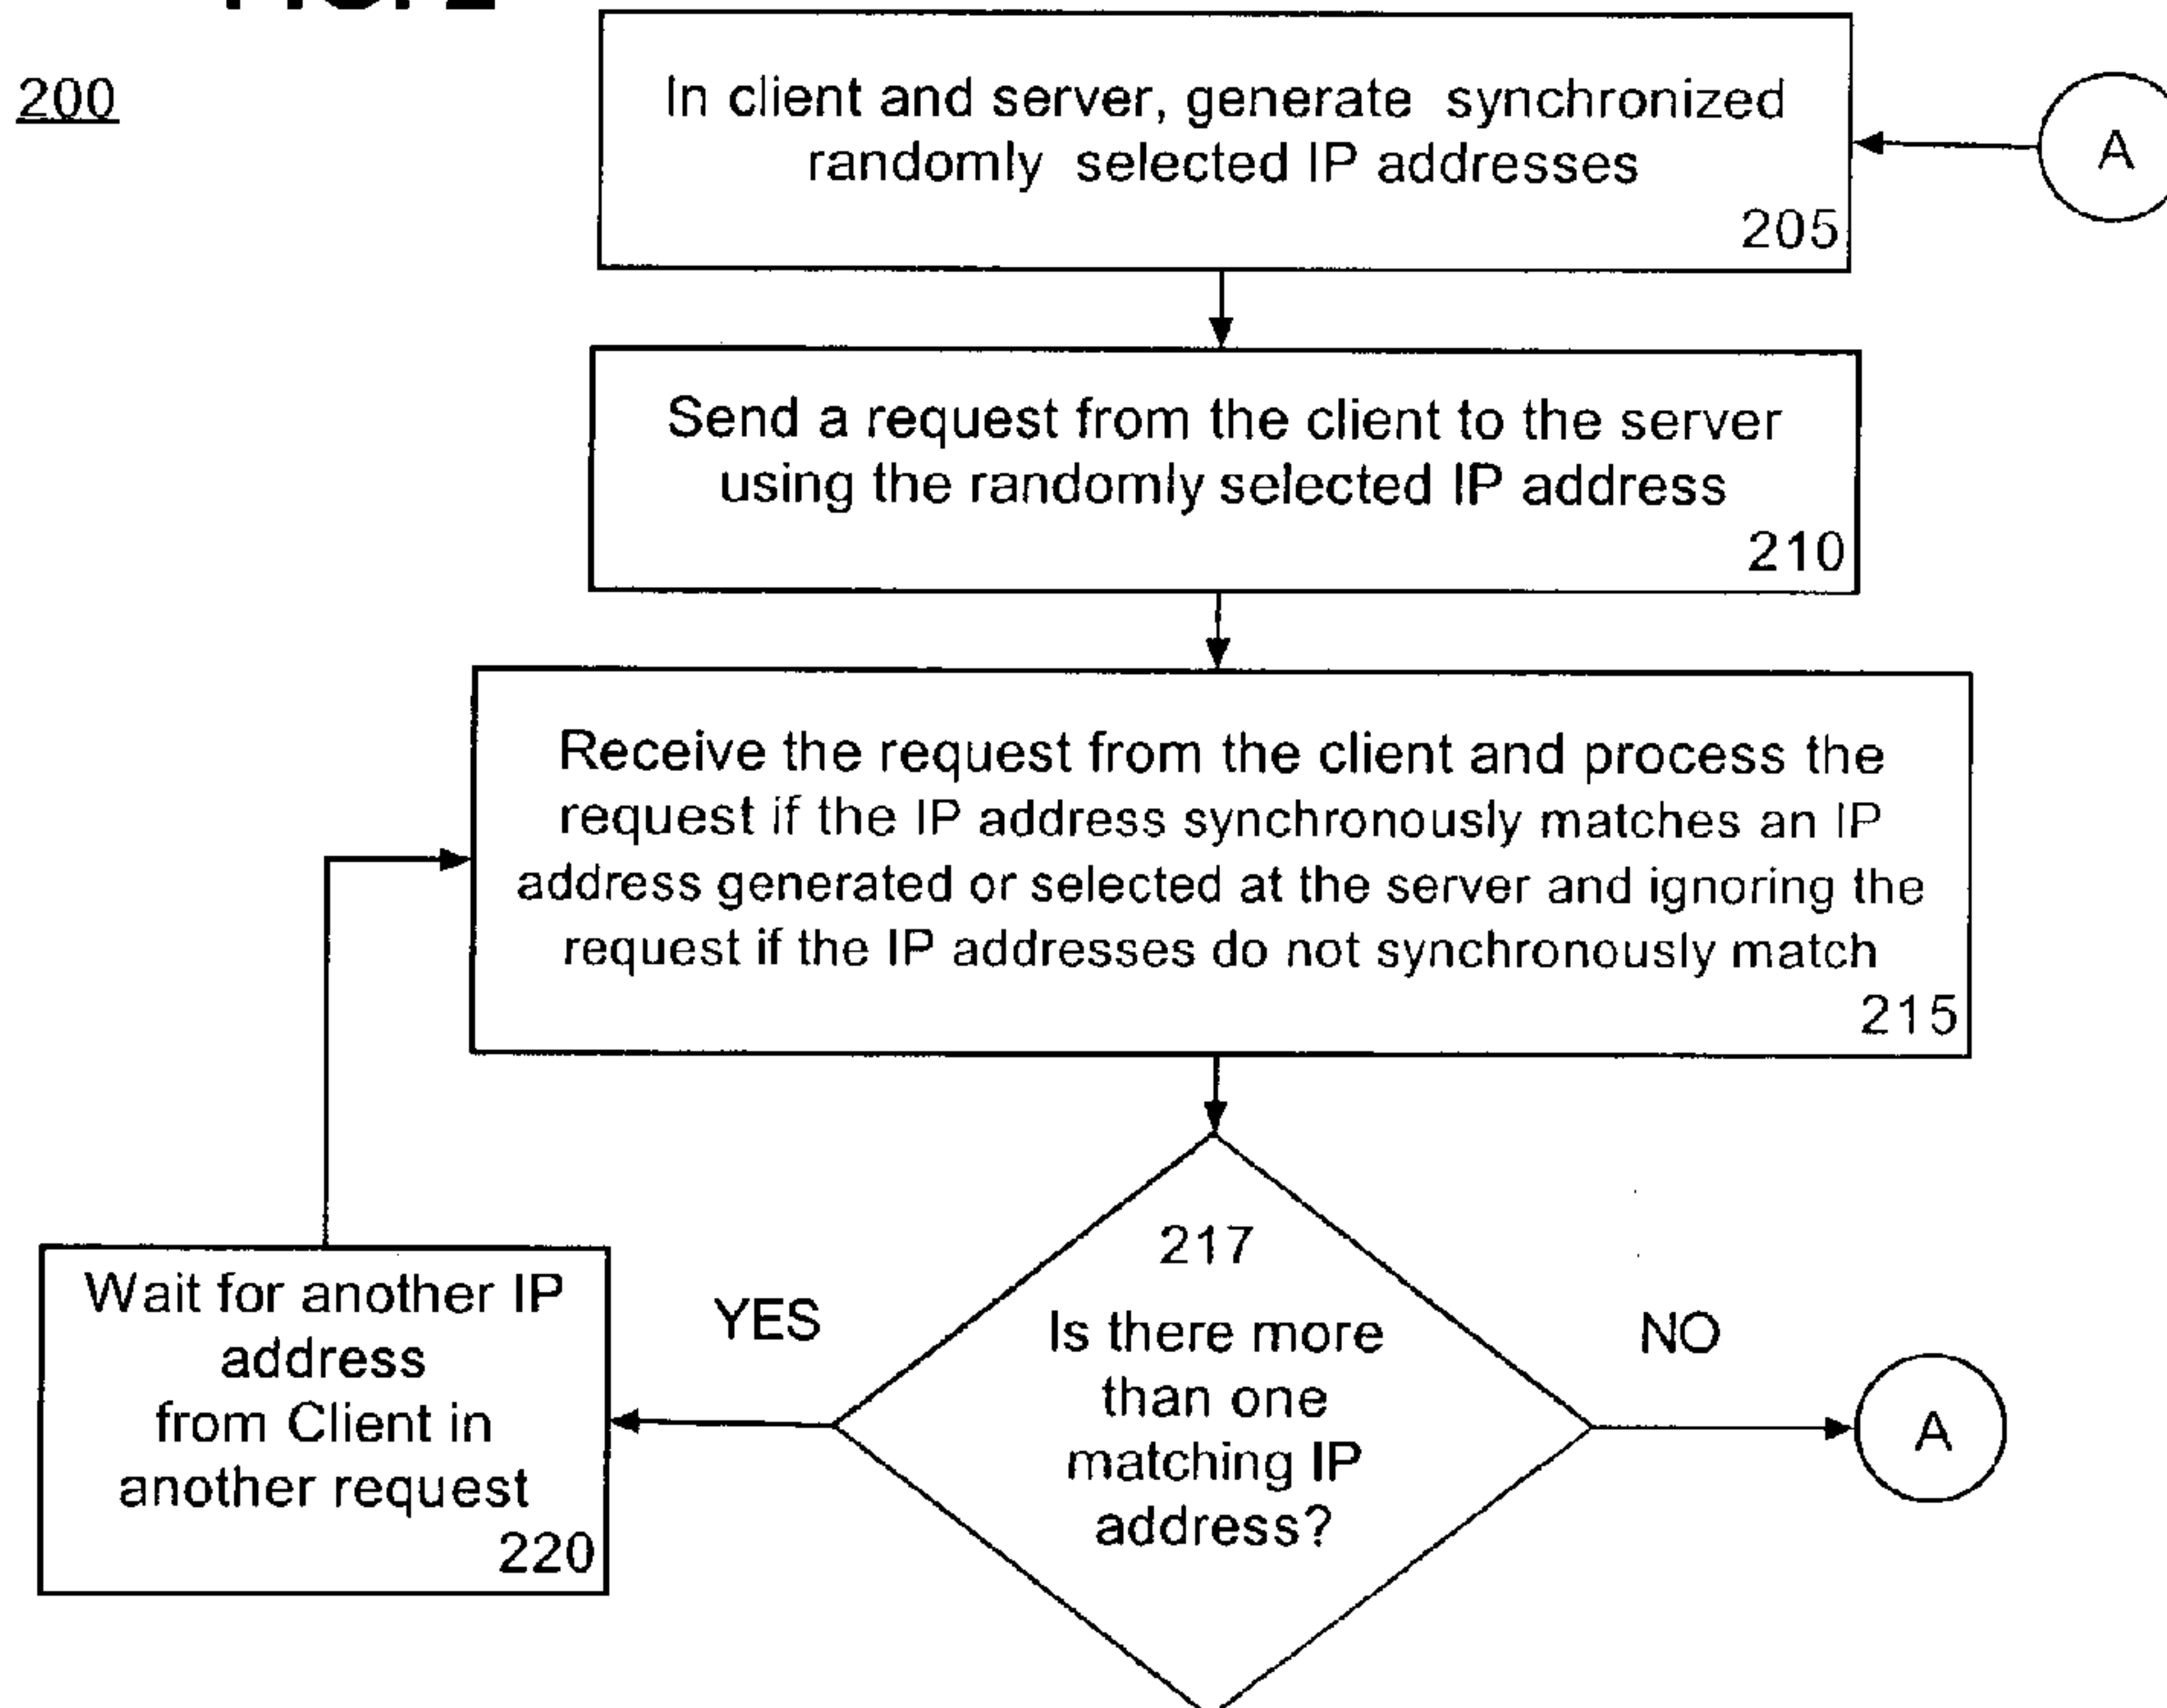 200
In client and server, generate synchronized
randomly selected IP addresses
205
A
Send a request from the client to the server
using the randomly selected IP address
210
Receive the request from the client and process the
request if the IP address synchronously matches an IP
address generated or selected at the server and ignoring the
request if the IP addresses do not synchronously match
215
217
Is there more
than one
matching IP
address?
YES
NO
A
Wait for another IP
address
from Client in
another request
220